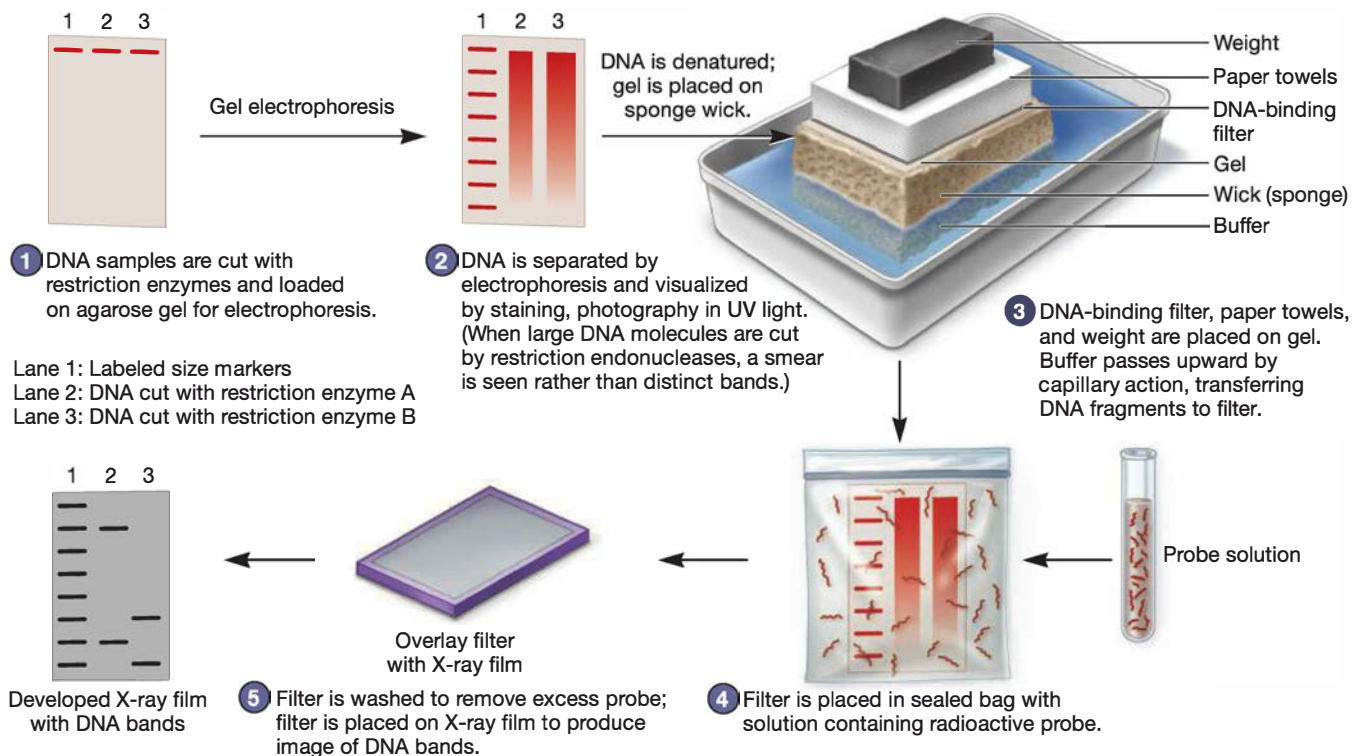 1 2 3
Gel electrophoresis
1 2 3
DNA is denatured;
gel is placed on
sponge wick.
Weight
Paper towels
DNA-binding
filter
Gel
Wick (sponge)
Buffer
1 DNA samples are cut with
restriction enzymes and loaded
on agarose gel for electrophoresis.
Lane 1: Labeled size markers
Lane 2: DNA cut with restriction enzyme A
Lane 3: DNA cut with restriction enzyme B
2 DNA is separated by
electrophoresis and visualized
by staining, photography in UV light.
(When large DNA molecules are cut
by restriction endonucleases, a smear
is seen rather than distinct bands.)
3 DNA-binding filter, paper towels,
and weight are placed on gel.
Buffer passes upward by
capillary action, transferring
DNA fragments to filter.
Probe solution
4 Filter is placed in sealed bag with
solution containing radioactive probe.
Overlay filter
with X-ray film
5 Filter is washed to remove excess probe;
filter is placed on X-ray film to produce
image of DNA bands.
1 2 3
Developed X-ray film
with DNA bands